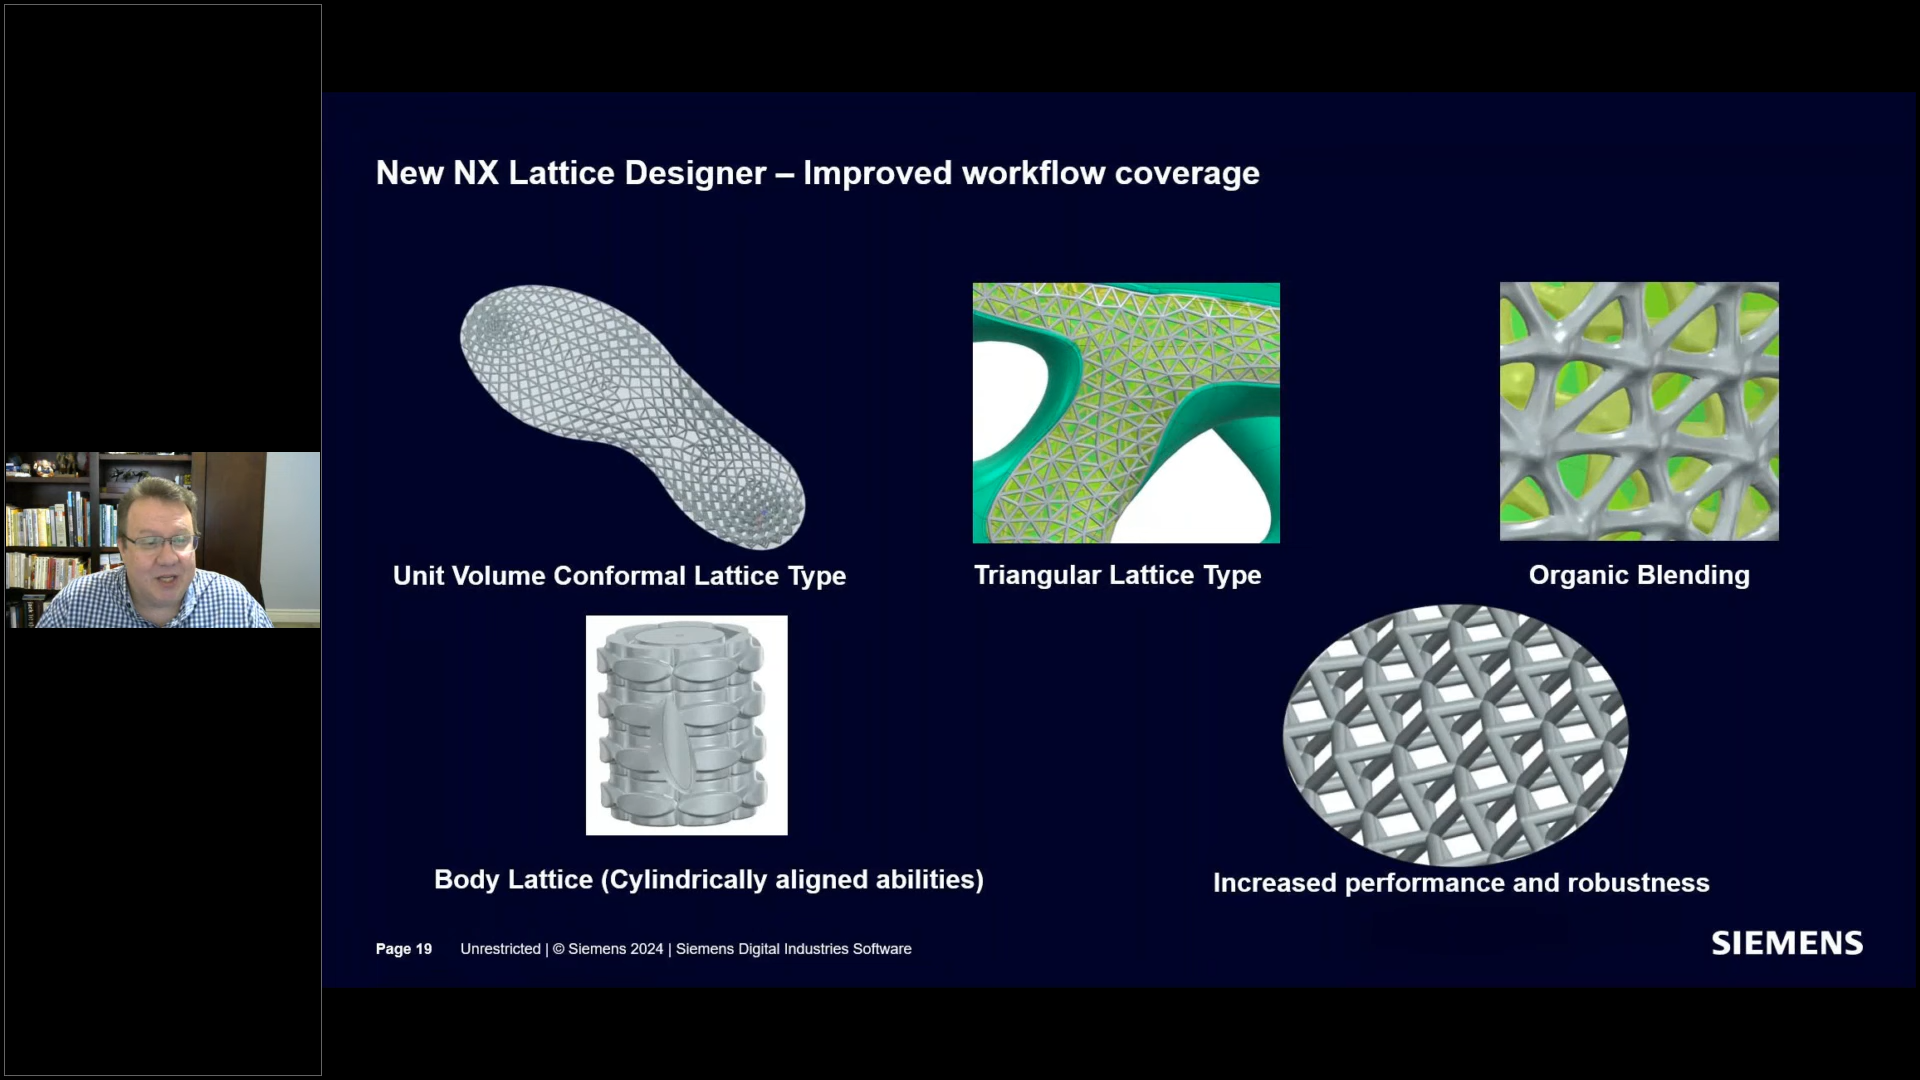 New NX Lattice Designer – Improved workflow coverage
Unit Volume Conformal Lattice Type
Triangular Lattice Type
Organic Blending
Body Lattice (Cylindrically aligned abilities)
Increased performance and robustness
Page 19
Unrestricted | © Siemens 2024 | Siemens Digital Industries Software
SIEMENS